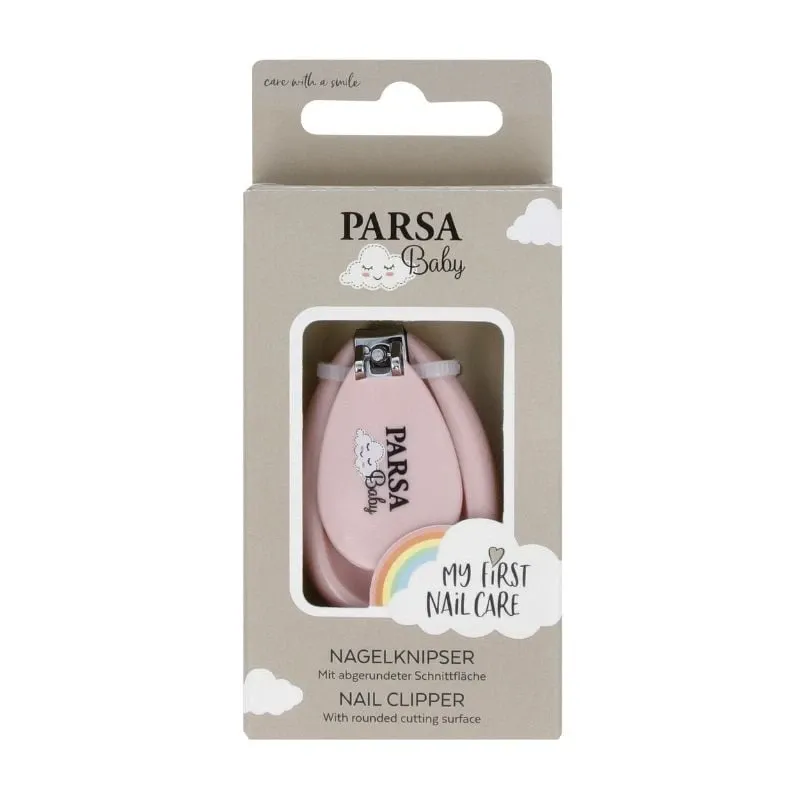 care with a smile
PARSA
Baby
PARSA
Baby
MY FiRST
NAiL CARE
NAGELKNIPSER
Mit abgerundeter Schnittfläche
NAIL CLIPPER
With rounded cutting surface